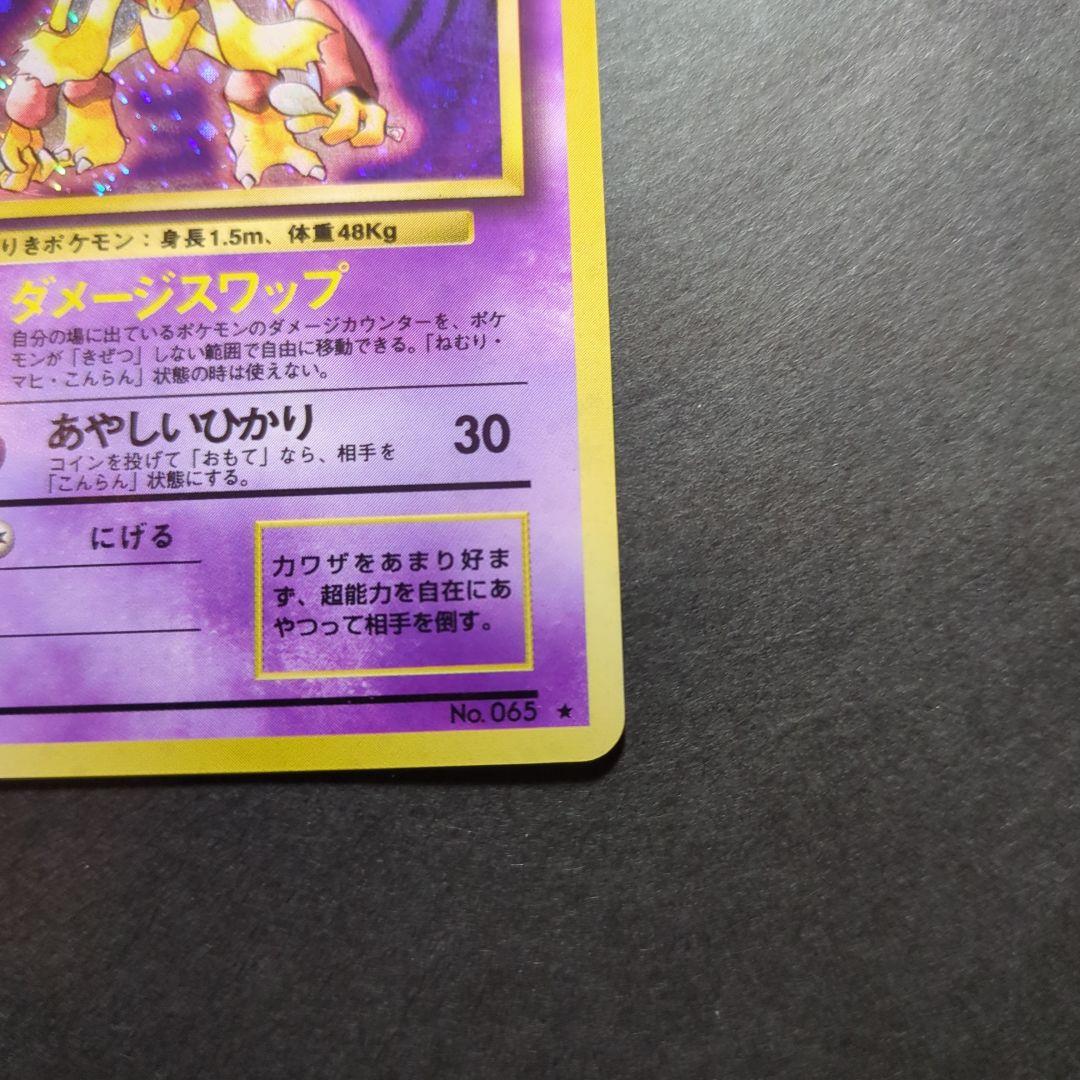 りきポケモン：身長1.5m、体重48Kg
ダメージスワップ
自分の場に出ているポケモンのダメージカウンターを、ポケ
モンが「きぜつ」しない範囲で自由に移動できる。「ねむり・
マヒ・こんらん」状態の時は使えない。
あやしいひかり 30
コインを投げて「おもて」なら、相手を
「こんらん」状態にする。
にげる
力ワザをあまり好ま
ず、超能力を自在にあ
やつって相手を倒す。
No. 065 ★